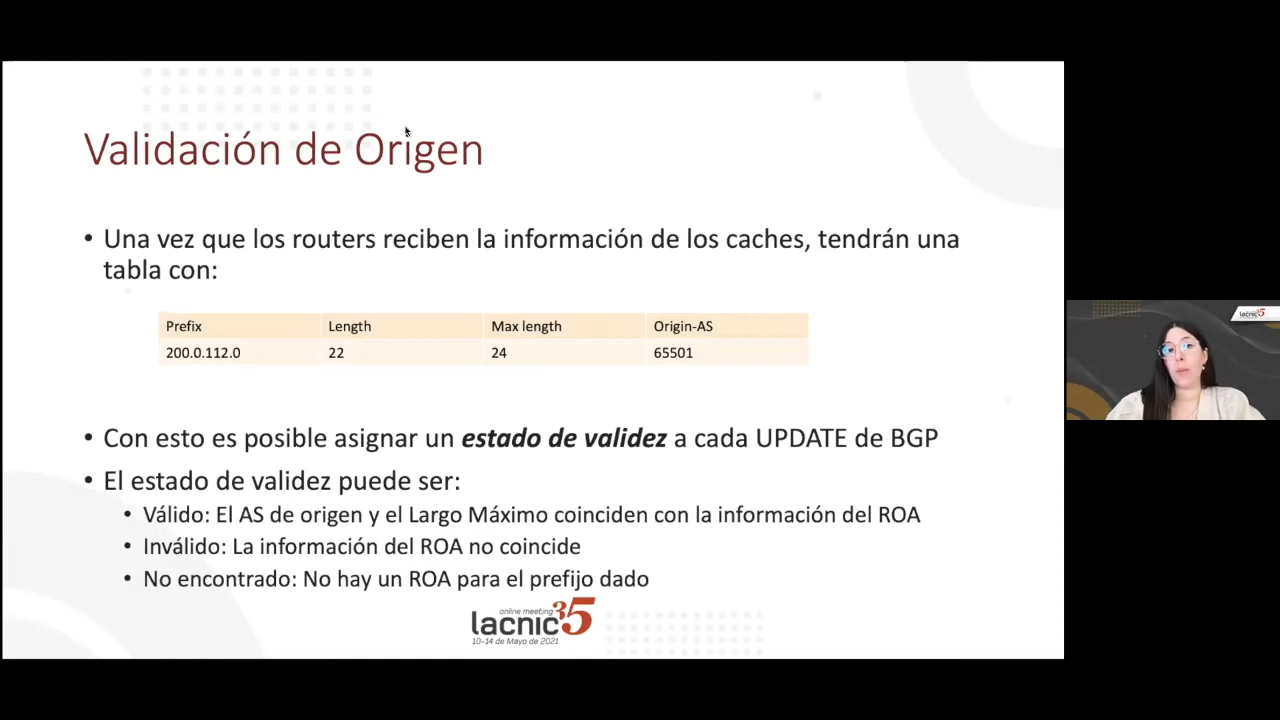 Validación de Origen
• Una vez que los routers reciben la información de los caches, tendrán una
tabla con:
Prefix Length Max length Origin-AS
200.0.112.0 22 24 65501
• Con esto es posible asignar un estado de validez a cada UPDATE de BGP
• El estado de validez puede ser:
• Válido: El AS de origen y el Largo Máximo coinciden con la información del ROA
• Inválido: La información del ROA no coincide
• No encontrado: No hay un ROA para el prefijo dado
online meeting
lacnic35
10-14 de Mayo de 2021
lacnic35